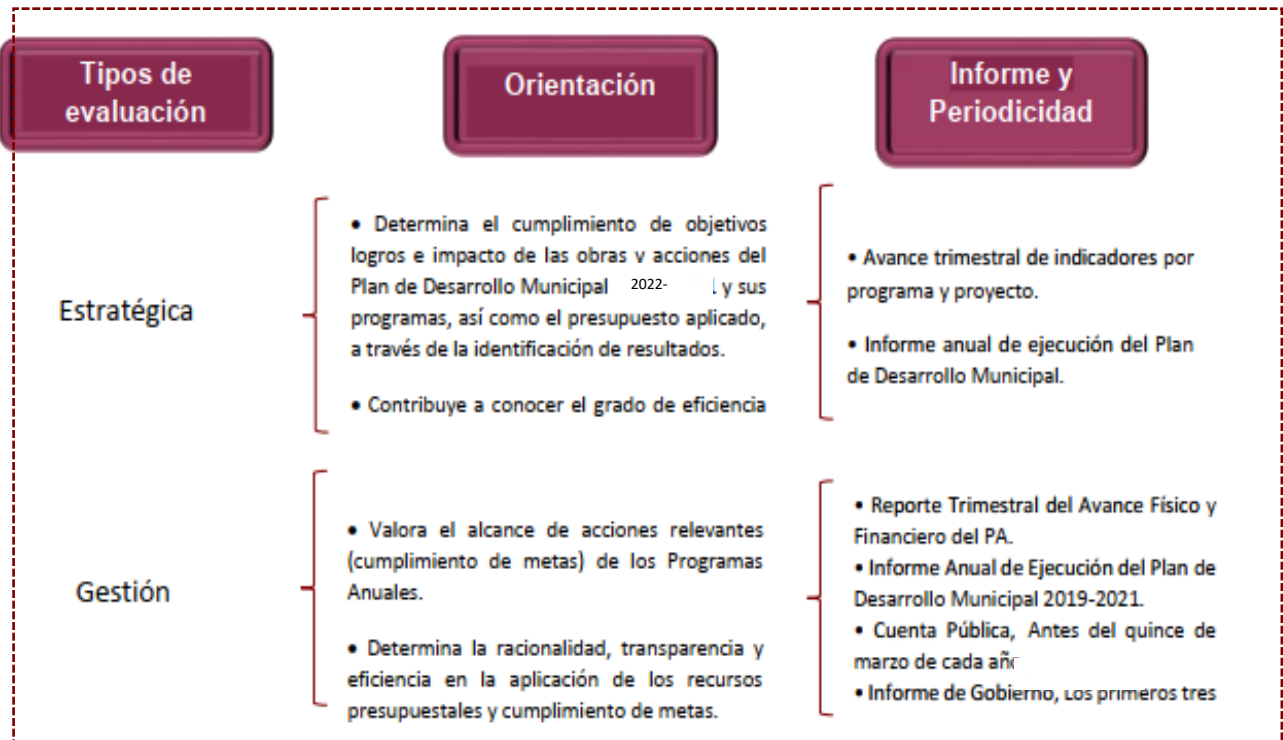 Tipos de
evaluación
Orientación
Informe y
Periodicidad
Estratégica
• Determina el cumplimiento de objetivos
logros e impacto de las obras y acciones del
Plan de Desarrollo Municipal 2022- y sus
programas, así como el presupuesto aplicado,
a través de la identificación de resultados.
• Contribuye a conocer el grado de eficiencia
• Avance trimestral de indicadores por
programa y proyecto.
• Informe anual de ejecución del Plan
de Desarrollo Municipal.
Gestión
• Valora el alcance de acciones relevantes
(cumplimiento de metas) de los Programas
Anuales.
• Determina la racionalidad, transparencia y
eficiencia en la aplicación de los recursos
presupuestales y cumplimiento de metas.
• Reporte Trimestral del Avance Físico y
Financiero del PA.
• Informe Anual de Ejecución del Plan de
Desarrollo Municipal 2019-2021.
• Cuenta Pública, Antes del quince de
marzo de cada año
• Informe de Gobierno, Los primeros tres